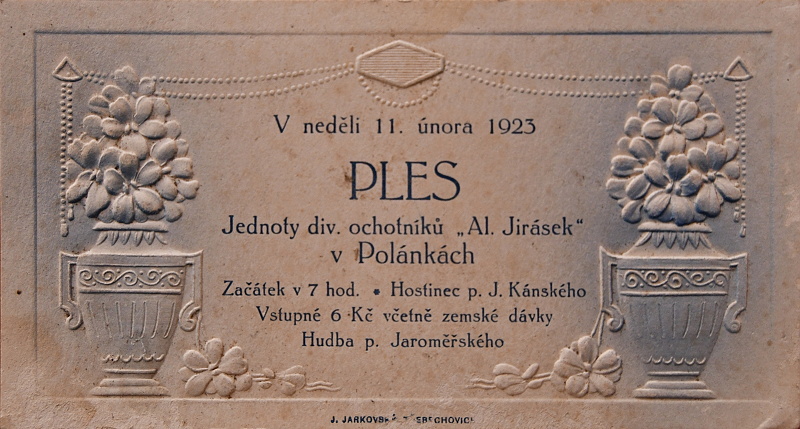 V neděli 11. února 1923
PLES
Jednoty div. ochotníků „Al. Jirásek“
v Polánkách
Začátek v 7 hod. • Hostinec p. J. Kánského
Vstupné 6 Kč včetně zemské dávky
Hudba p. Jaroměřského
J. JARKOVSKÝ